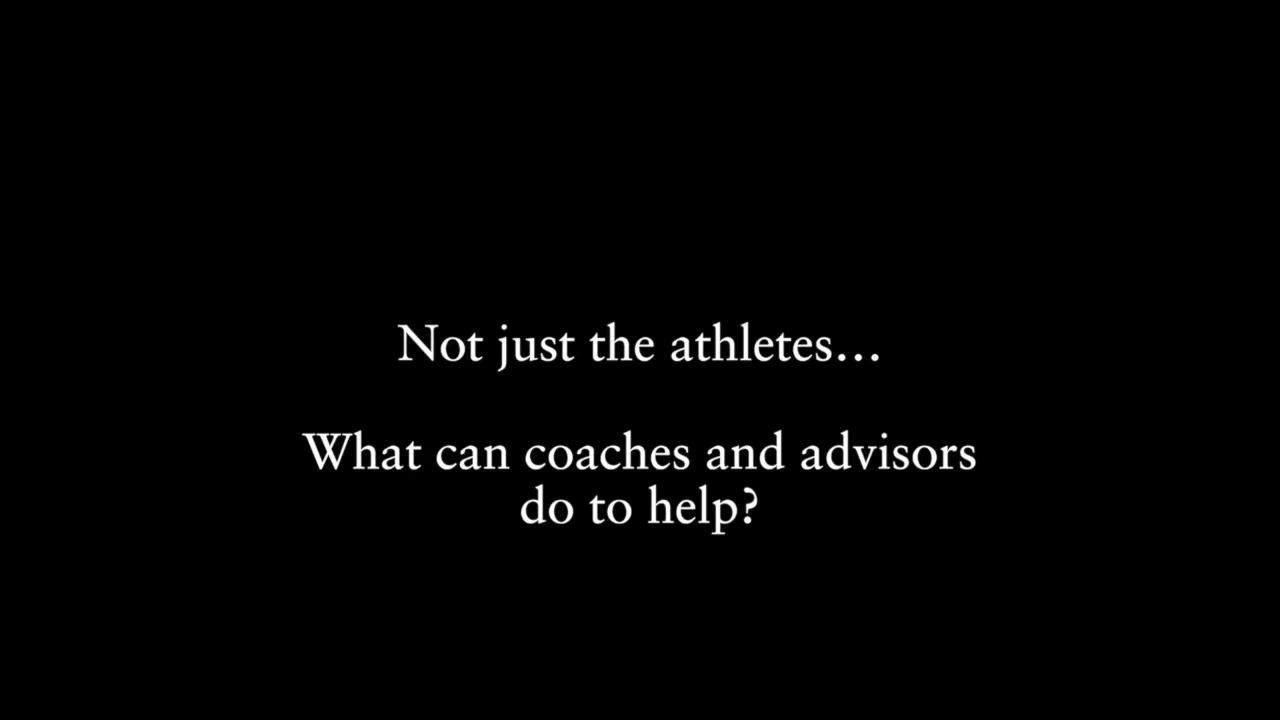 Not just the athletes...
What can coaches and advisors
do to help?